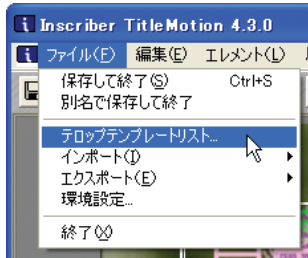 Inscriber TitleMotion 4.3.0
ファイル(F) 編集(E) エレメント(L)
保存して終了(S) Ctrl+S
別名で保存して終了
テロップテンプレートリスト...
インポート(I)
エクスポート(E)
環境設定...
終了(X)